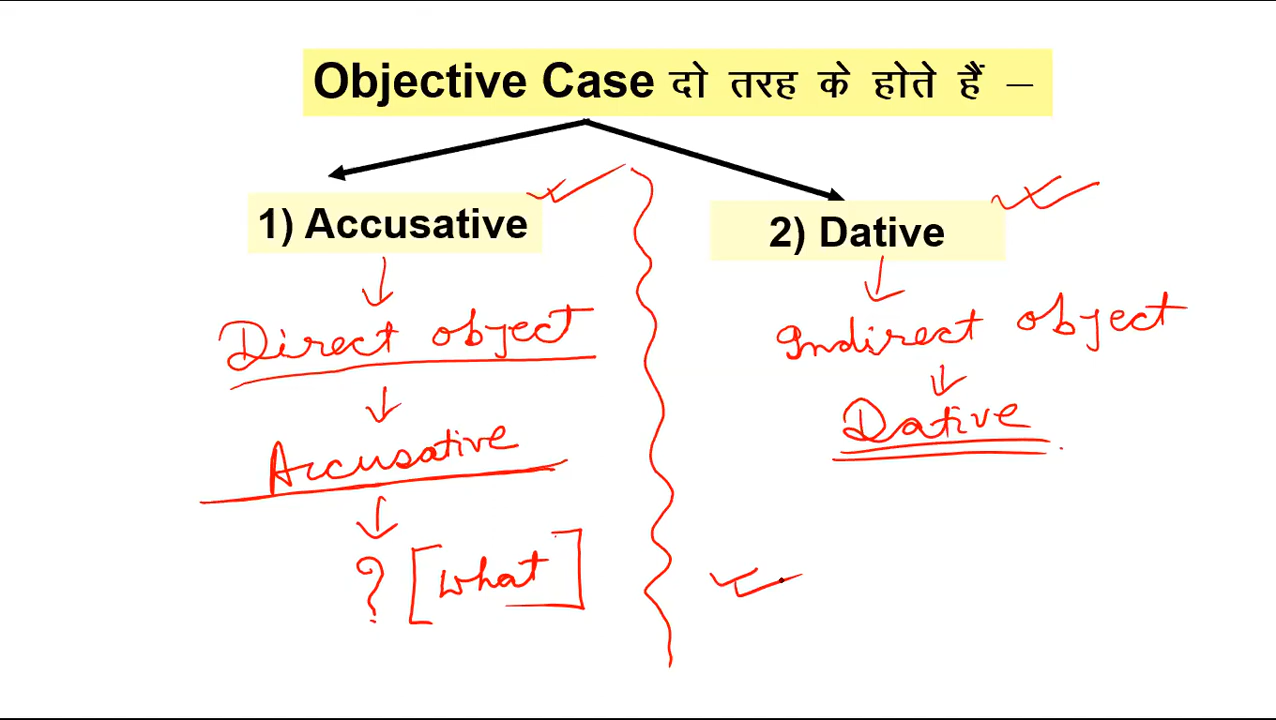 Objective Case दो तरह के होते हैं –
1) Accusative
2) Dative
Direct object
Accusative
? [What]
Indirect object
Dative